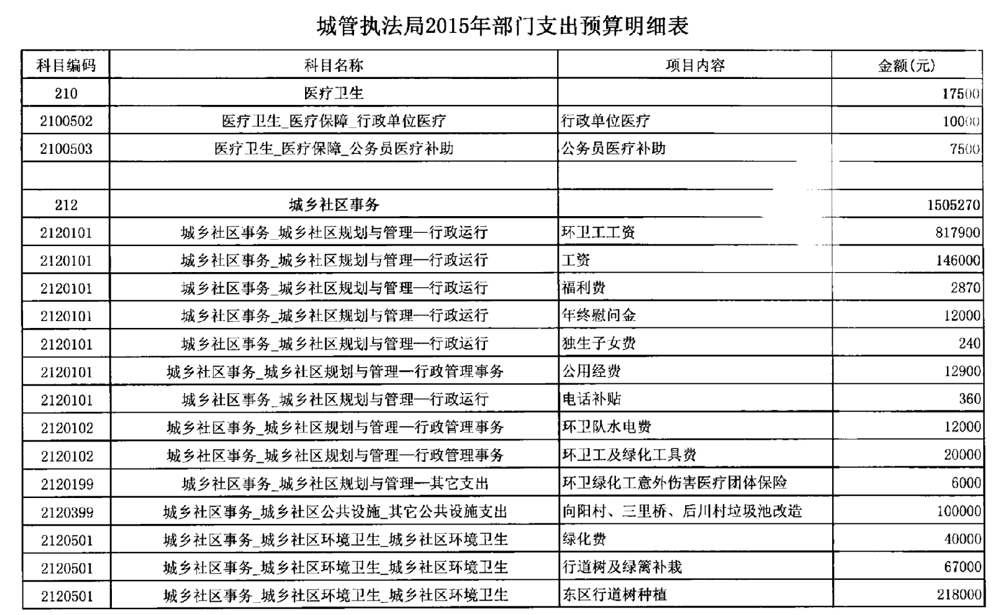 城管执法局2015年部门支出预算明细表
科目编码 科目名称 项目内容 金额(元)
210 医疗卫生 17500
2100502 医疗卫生_医疗保障_行政单位医疗 行政单位医疗 10000
2100503 医疗卫生_医疗保障_公务员医疗补助 公务员医疗补助 7500
212 城乡社区事务 1505270
2120101 城乡社区事务_城乡社区规划与管理—行政运行 环卫工工资 817900
2120101 城乡社区事务_城乡社区规划与管理—行政运行 工资 146000
2120101 城乡社区事务_城乡社区规划与管理—行政运行 福利费 2870
2120101 城乡社区事务_城乡社区规划与管理—行政运行 年终慰问金 12000
2120101 城乡社区事务_城乡社区规划与管理—行政运行 独生子女费 240
2120101 城乡社区事务_城乡社区规划与管理—行政管理事务 公用经费 12900
2120101 城乡社区事务_城乡社区规划与管理—行政运行 电话补贴 360
2120102 城乡社区事务_城乡社区规划与管理—行政管理事务 环卫队水电费 12000
2120102 城乡社区事务_城乡社区规划与管理—行政管理事务 环卫工及绿化工具费 20000
2120199 城乡社区事务_城乡社区规划与管理—其它支出 环卫绿化工意外伤害医疗团体保险 6000
2120399 城乡社区事务_城乡社区公共设施_其它公共设施支出 向阳村、三里桥、后川村垃圾池改造 100000
2120501 城乡社区事务_城乡社区环境卫生_城乡社区环境卫生 绿化费 40000
2120501 城乡社区事务_城乡社区环境卫生_城乡社区环境卫生 行道树及绿篱补栽 67000
2120501 城乡社区事务_城乡社区环境卫生_城乡社区环境卫生 东区行道树种植 218000